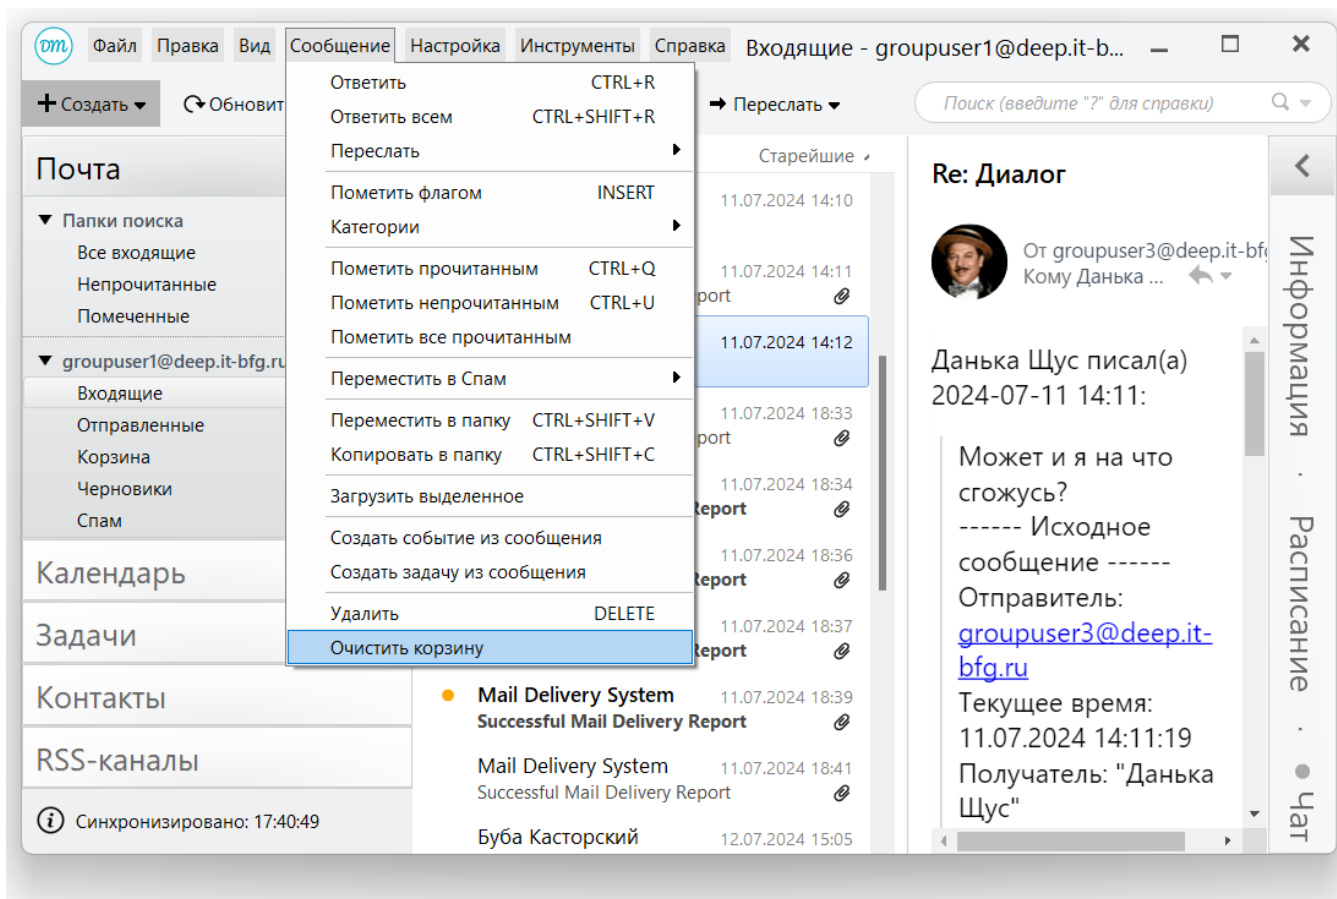 Файл Правка Вид Сообщение Настройка Инструменты Справка Входящие - groupuser1@deep.it-b...
Создать Обновит Переслать Поиск (введите "?" для справки)
Почта
Папки поиска
Все входящие
Непрочитанные
Помеченные
groupuser1@deep.it-bfg.ru
Входящие
Отправленные
Корзина
Черновики
Спам
Календарь
Задачи
Контакты
RSS-каналы
Синхронизировано: 17:40:49
Ответить CTRL+R
Ответить всем CTRL+SHIFT+R
Переслать
Пометить флагом INSERT
Категории
Пометить прочитанным CTRL+Q
Пометить непрочитанным CTRL+U
Пометить все прочитанным
Переместить в Спам
Переместить в папку CTRL+SHIFT+V
Копировать в папку CTRL+SHIFT+C
Загрузить выделенное
Создать событие из сообщения
Создать задачу из сообщения
Удалить DELETE
Очистить корзину
Старейшие
11.07.2024 14:10
11.07.2024 14:11
port
11.07.2024 14:12
11.07.2024 18:33
port
11.07.2024 18:34
Report
11.07.2024 18:36
Report
11.07.2024 18:37
Report
Mail Delivery System 11.07.2024 18:39
Successful Mail Delivery Report
Mail Delivery System 11.07.2024 18:41
Successful Mail Delivery Report
Буба Касторский 12.07.2024 15:05
Re: Диалог
От groupuser3@deep.it-bfg
Кому Данька ...
Данька Щус писал(а)
2024-07-11 14:11:
Может и я на что
сгожусь?
------ Исходное
сообщение ------
Отправитель:
groupuser3@deep.it-
bfg.ru
Текущее время:
11.07.2024 14:11:19
Получатель: "Данька
Щус"
Информация · Расписание · Чат